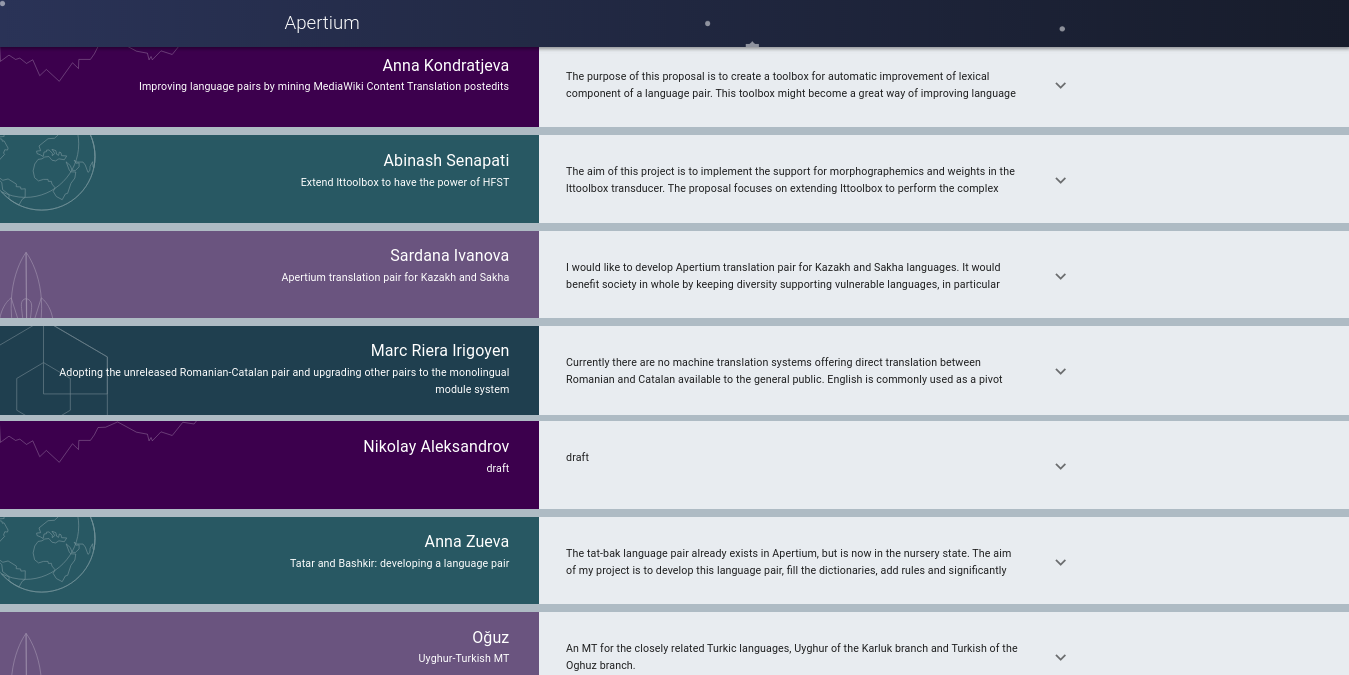 Apertium
Anna Kondratjeva
Improving language pairs by mining MediaWiki Content Translation postedits
The purpose of this proposal is to create a toolbox for automatic improvement of lexical
component of a language pair. This toolbox might become a great way of improving language
Abinash Senapati
Extend lttoolbox to have the power of HFST
The aim of this project is to implement the support for morphographemics and weights in the
lttoolbox transducer. The proposal focuses on extending lttoolbox to perform the complex
Sardana Ivanova
Apertium translation pair for Kazakh and Sakha
I would like to develop Apertium translation pair for Kazakh and Sakha languages. It would
benefit society in whole by keeping diversity supporting vulnerable languages, in particular
Marc Riera Irigoyen
Adopting the unreleased Romanian-Catalan pair and upgrading other pairs to the monolingual
module system
Currently there are no machine translation systems offering direct translation between
Romanian and Catalan available to the general public. English is commonly used as a pivot
Nikolay Aleksandrov
draft
draft
Anna Zueva
Tatar and Bashkir: developing a language pair
The tat-bak language pair already exists in Apertium, but is now in the nursery state. The aim
of my project is to develop this language pair, fill the dictionaries, add rules and significantly
Oğuz
Uyghur-Turkish MT
An MT for the closely related Turkic languages, Uyghur of the Karluk branch and Turkish of the
Oghuz branch.